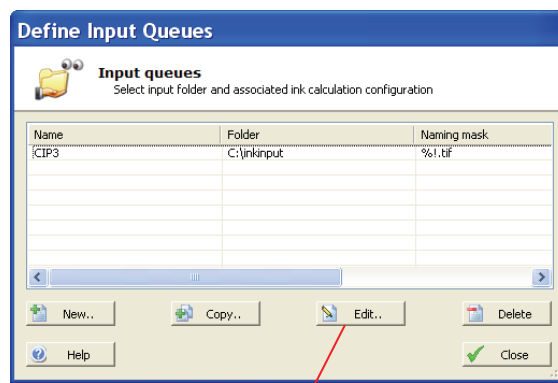 Define Input Queues
Input queues
Select input folder and associated ink calculation configuration
Name Folder Naming mask
CIP3 C:\inkinput %!.tif
New.. Copy.. Edit.. Delete
Help Close